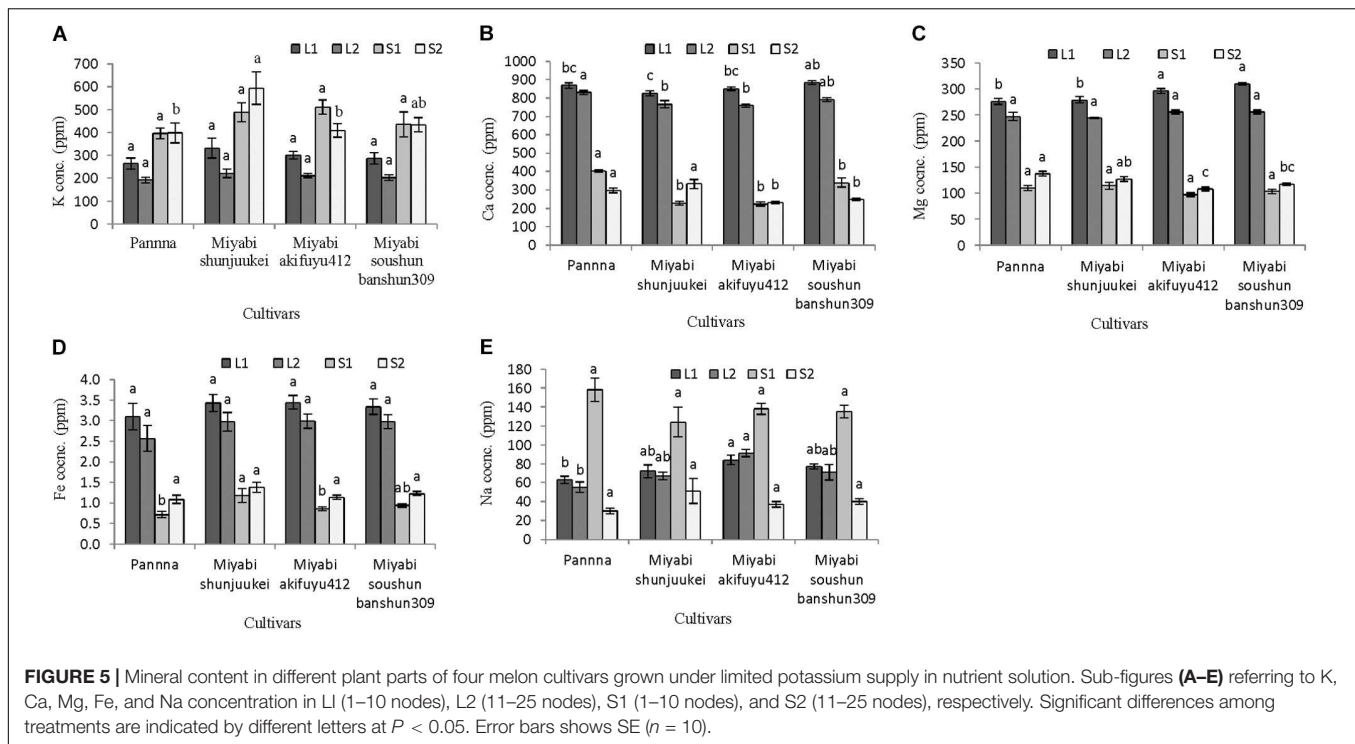 A
L1 L2 S1 S2
K conc. (ppm)
700
600
500
400
300
200
100
0
a a a b
a a a a
a a a b
a a a ab
Pannna
Miyabi shunjuukei
Miyabi akifuyu412
Miyabi soushun banshun309
Cultivars
B
L1 L2 S1 S2
Ca cocnc. (ppm)
1000
900
800
700
600
500
400
300
200
100
0
bc a a a
c b b a
bc b b b
ab ab b b
Pannna
Miyabi shunjuukei
Miyabi akifuyu412
Miyabi soushun banshun309
Cultivars
C
L1 L2 S1 S2
Mg cocnc. (ppm)
350
300
250
200
150
100
50
0
b a a a
b a a ab
a a a c
a a a bc
Pannna
Miyabi shunjuukei
Miyabi akifuyu412
Miyabi soushun banshun309
Cultivars
D
L1 L2 S1 S2
Fe cocnc. (ppm)
4.0
3.5
3.0
2.5
2.0
1.5
1.0
0.5
0.0
a a b a
a a a a
a a b a
a a ab a
Pannna
Miyabi shunjuukei
Miyabi akifuyu412
Miyabi soushun banshun309
Cultivars
E
L1 L2 S1 S2
Na cocnc. (ppm)
180
160
140
120
100
80
60
40
20
0
b b a a
ab ab a a
a a a a
ab ab a a
Pannna
Miyabi shunjuukei
Miyabi akifuyu412
Miyabi soushun banshun309
Cultivars
FIGURE 5 | Mineral content in different plant parts of four melon cultivars grown under limited potassium supply in nutrient solution. Sub-figures (A–E) referring to K,
Ca, Mg, Fe, and Na concentration in LI (1–10 nodes), L2 (11–25 nodes), S1 (1–10 nodes), and S2 (11–25 nodes), respectively. Significant differences among
treatments are indicated by different letters at P < 0.05. Error bars shows SE (n = 10).